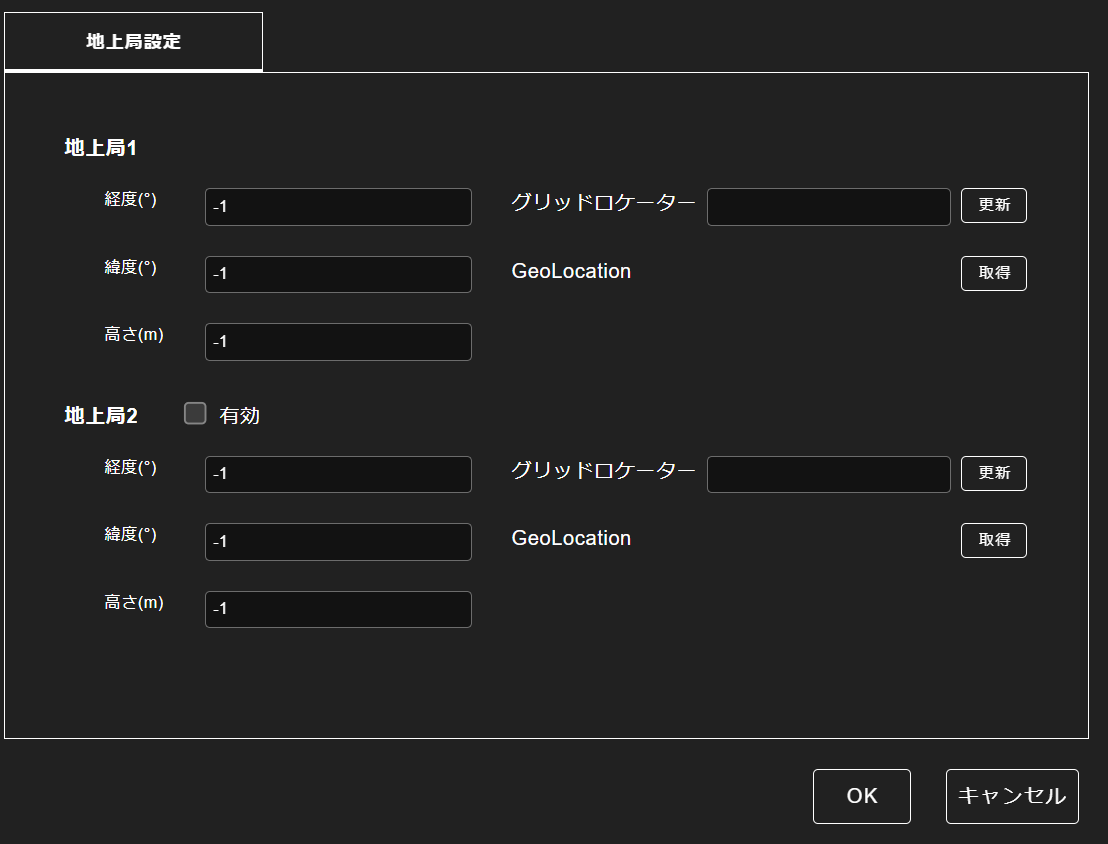 地上局設定
地上局1
経度(°) -1 グリッドロケーター 更新
緯度(°) -1 GeoLocation 取得
高さ(m) -1
地上局2 有効
経度(°) -1 グリッドロケーター 更新
緯度(°) -1 GeoLocation 取得
高さ(m) -1
OK キャンセル